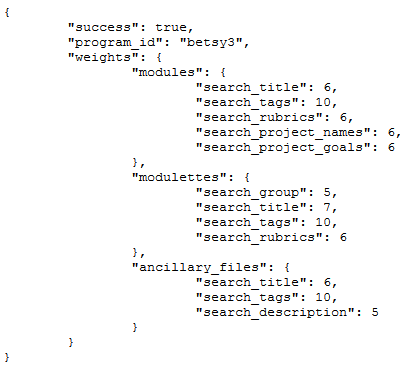 {
"success": true,
"program_id": "betsy3",
"weights": {
"modules": {
"search_title": 6,
"search_tags": 10,
"search_rubrics": 6,
"search_project_names": 6,
"search_project_goals": 6
},
"modulettes": {
"search_group": 5,
"search_title": 7,
"search_tags": 10,
"search_rubrics": 6
},
"ancillary_files": {
"search_title": 6,
"search_tags": 10,
"search_description": 5
}
}
}